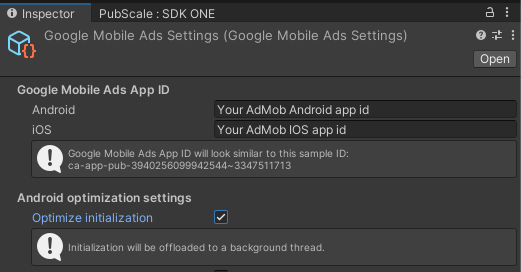 Inspector
PubScale : SDK ONE
Google Mobile Ads Settings (Google Mobile Ads Settings)
Open
Google Mobile Ads App ID
Android
Your AdMob Android app id
iOS
Your AdMob IOS app id
Google Mobile Ads App ID will look similar to this sample ID:
ca-app-pub-3940256099942544~3347511713
Android optimization settings
Optimize initialization
Initialization will be offloaded to a background thread.